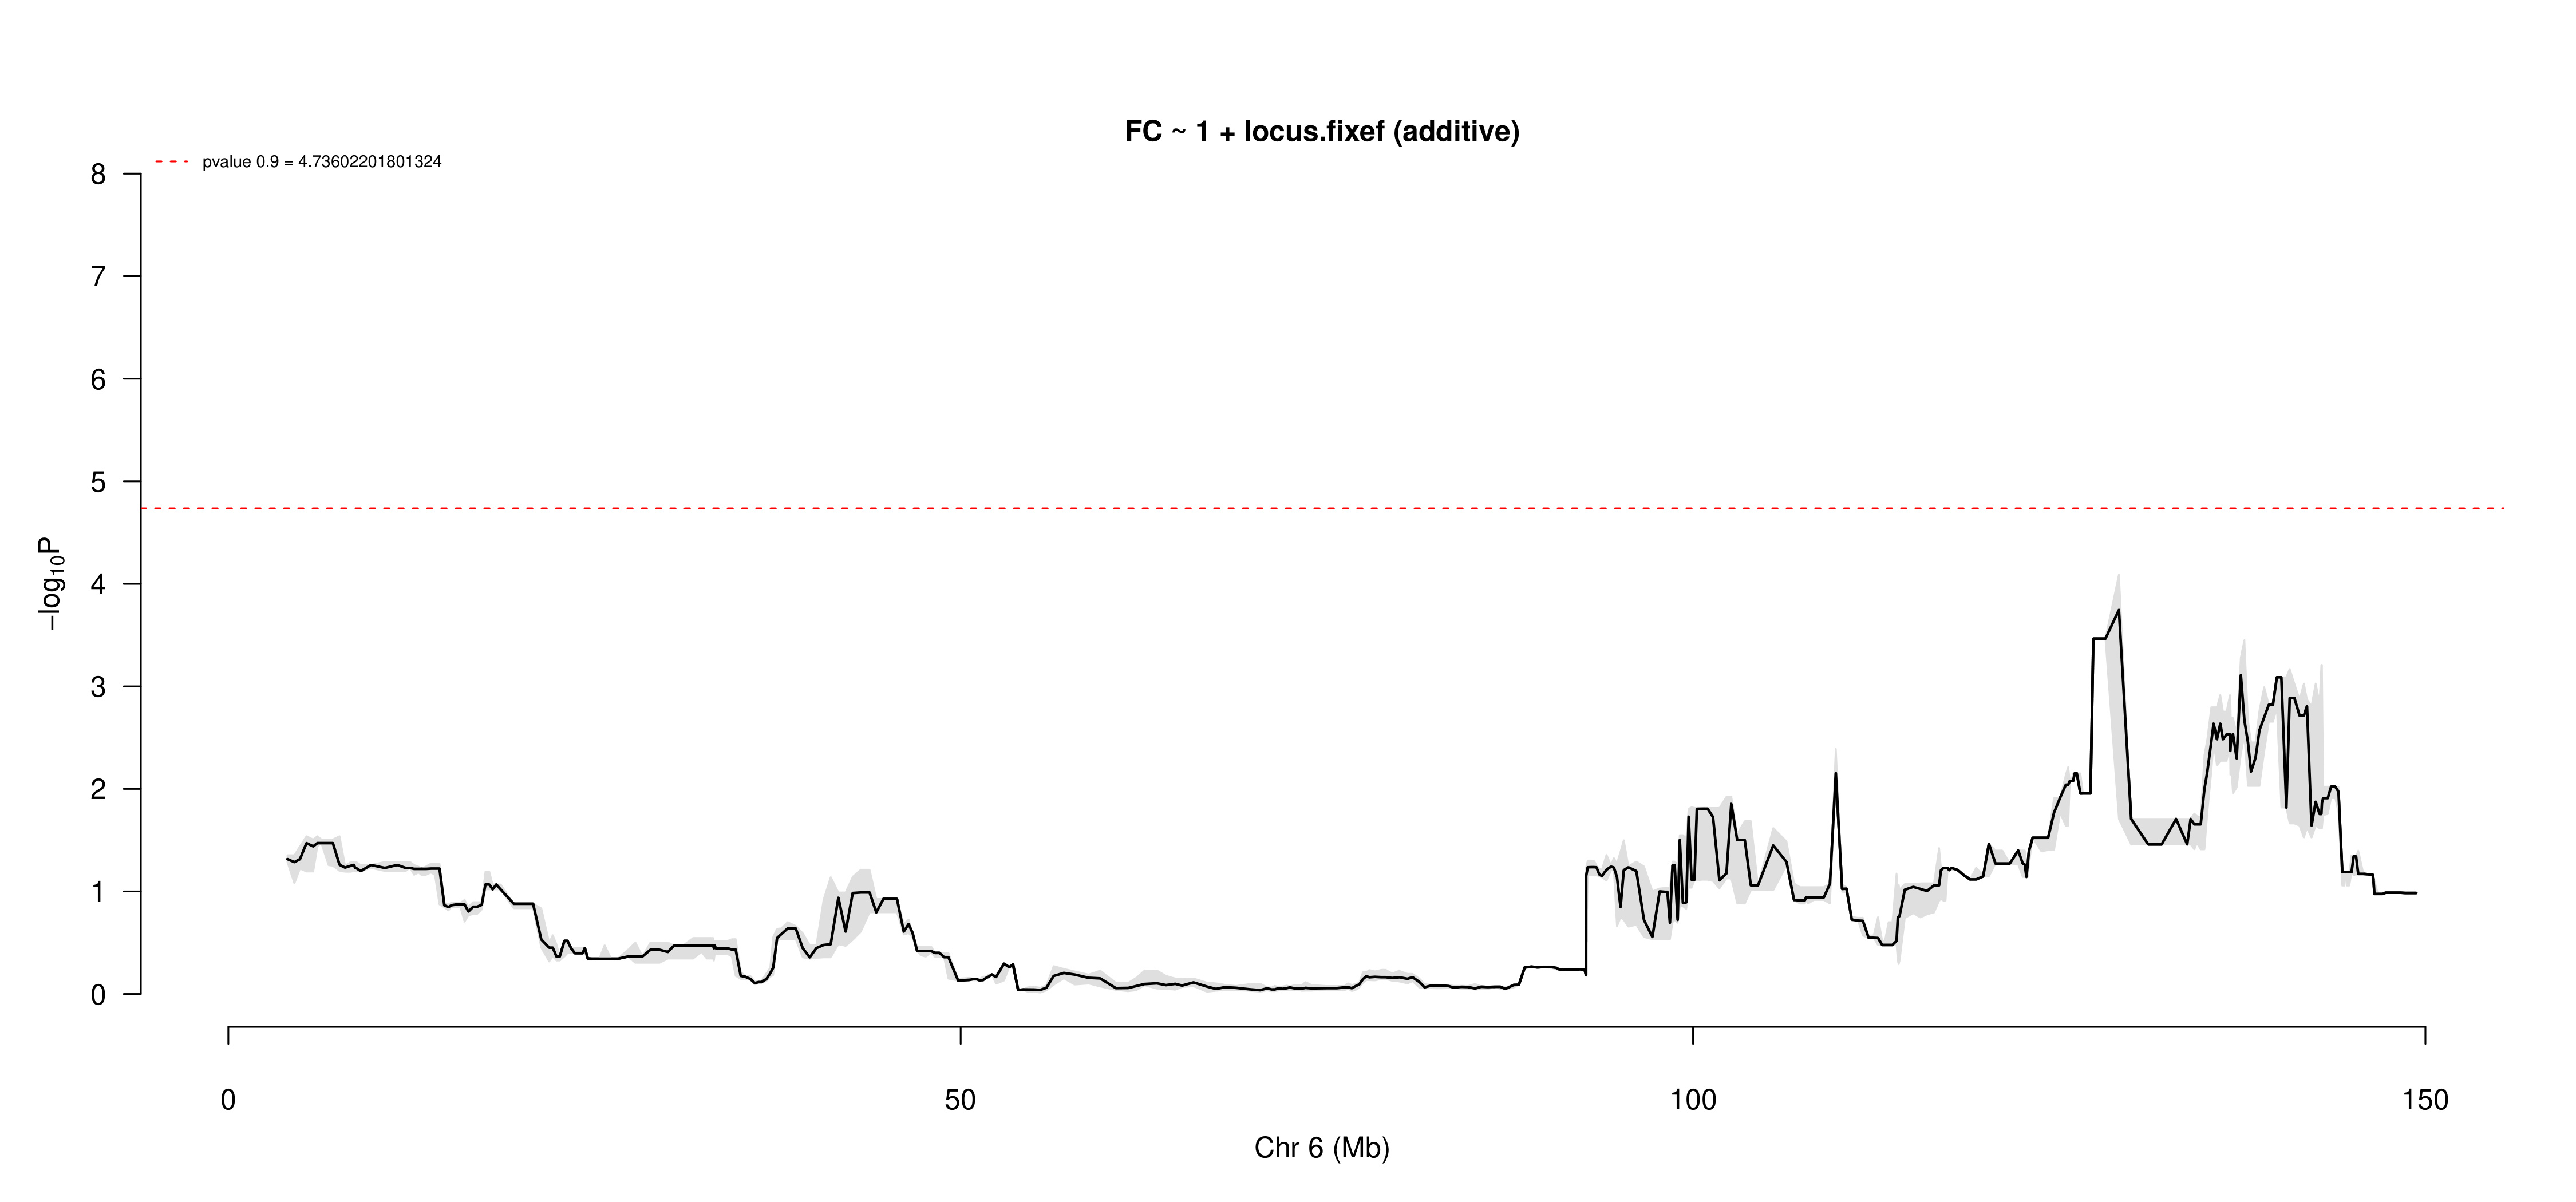 FC ~ 1 + locus.fixef (additive)
pvalue 0.9 = 4.73602201801324
8
7
6
5
4
3
2
1
0
−log10P
0 50 100 150
Chr 6 (Mb)